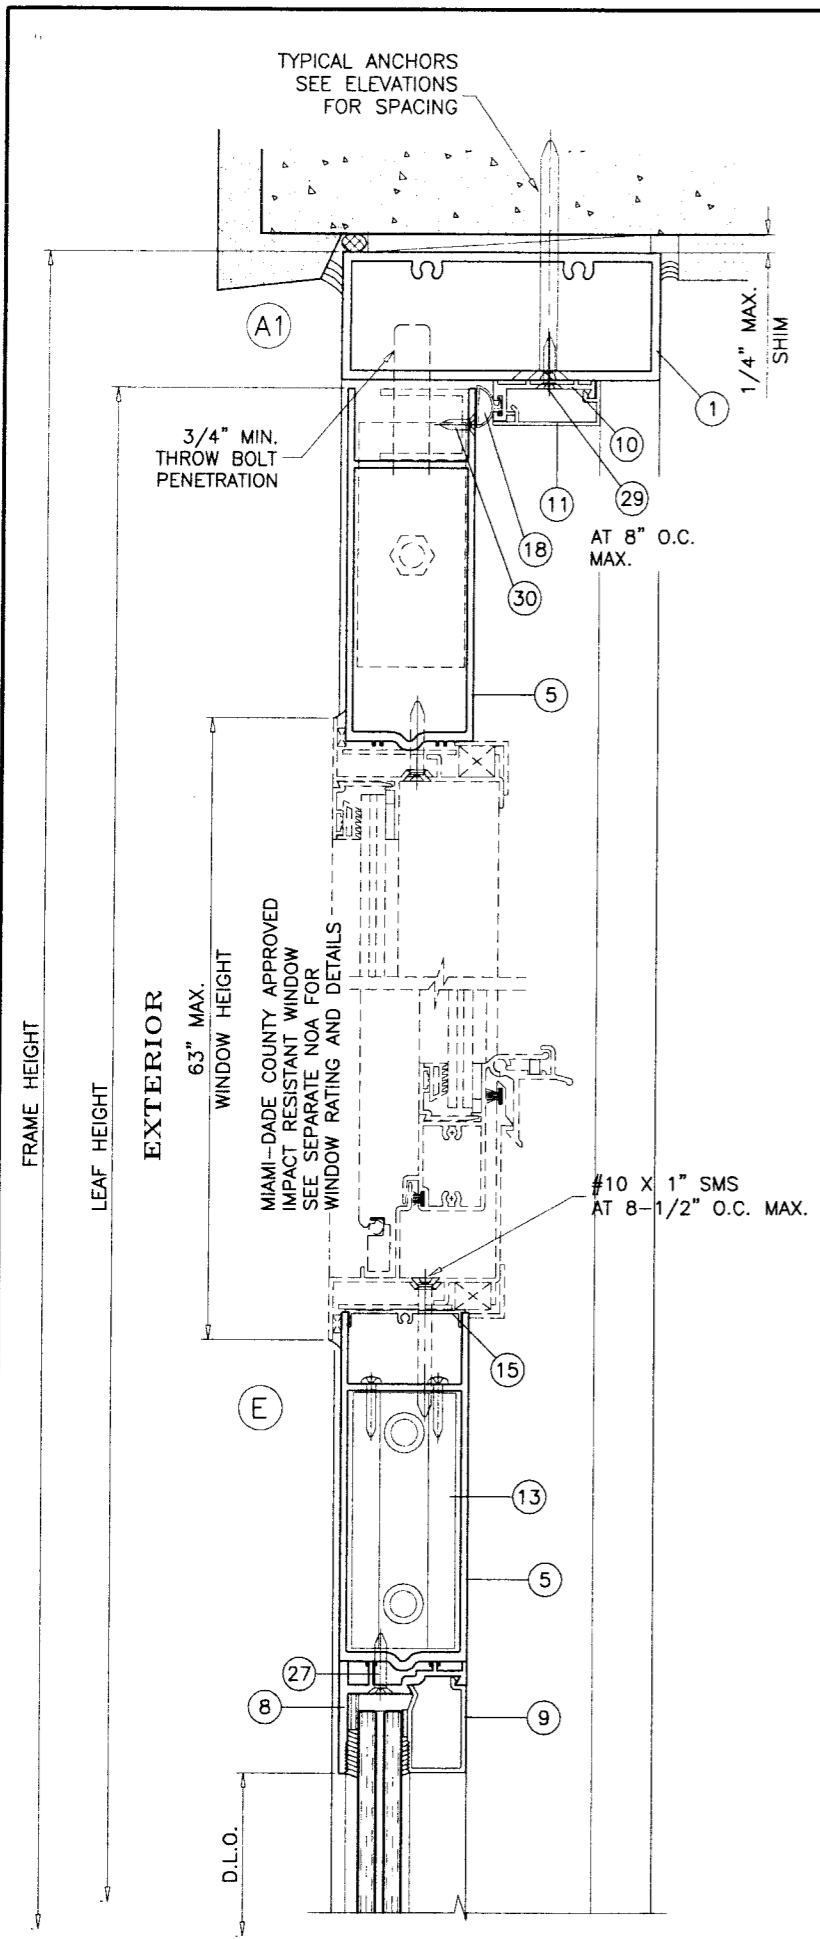 TYPICAL ANCHORS
SEE ELEVATIONS
FOR SPACING
A1
1/4" MAX.
SHIM
1
3/4" MIN.
THROW BOLT
PENETRATION
10
11
29
AT 8" O.C.
MAX.
18
30
5
FRAME HEIGHT
LEAF HEIGHT
EXTERIOR
63" MAX.
WINDOW HEIGHT
MIAMI-DADE COUNTY APPROVED
IMPACT RESISTANT WINDOW
SEE SEPARATE NOA FOR
WINDOW RATING AND DETAILS
#10 X 1" SMS
AT 8-1/2" O.C. MAX.
15
E
13
5
27
8
9
D.L.O.